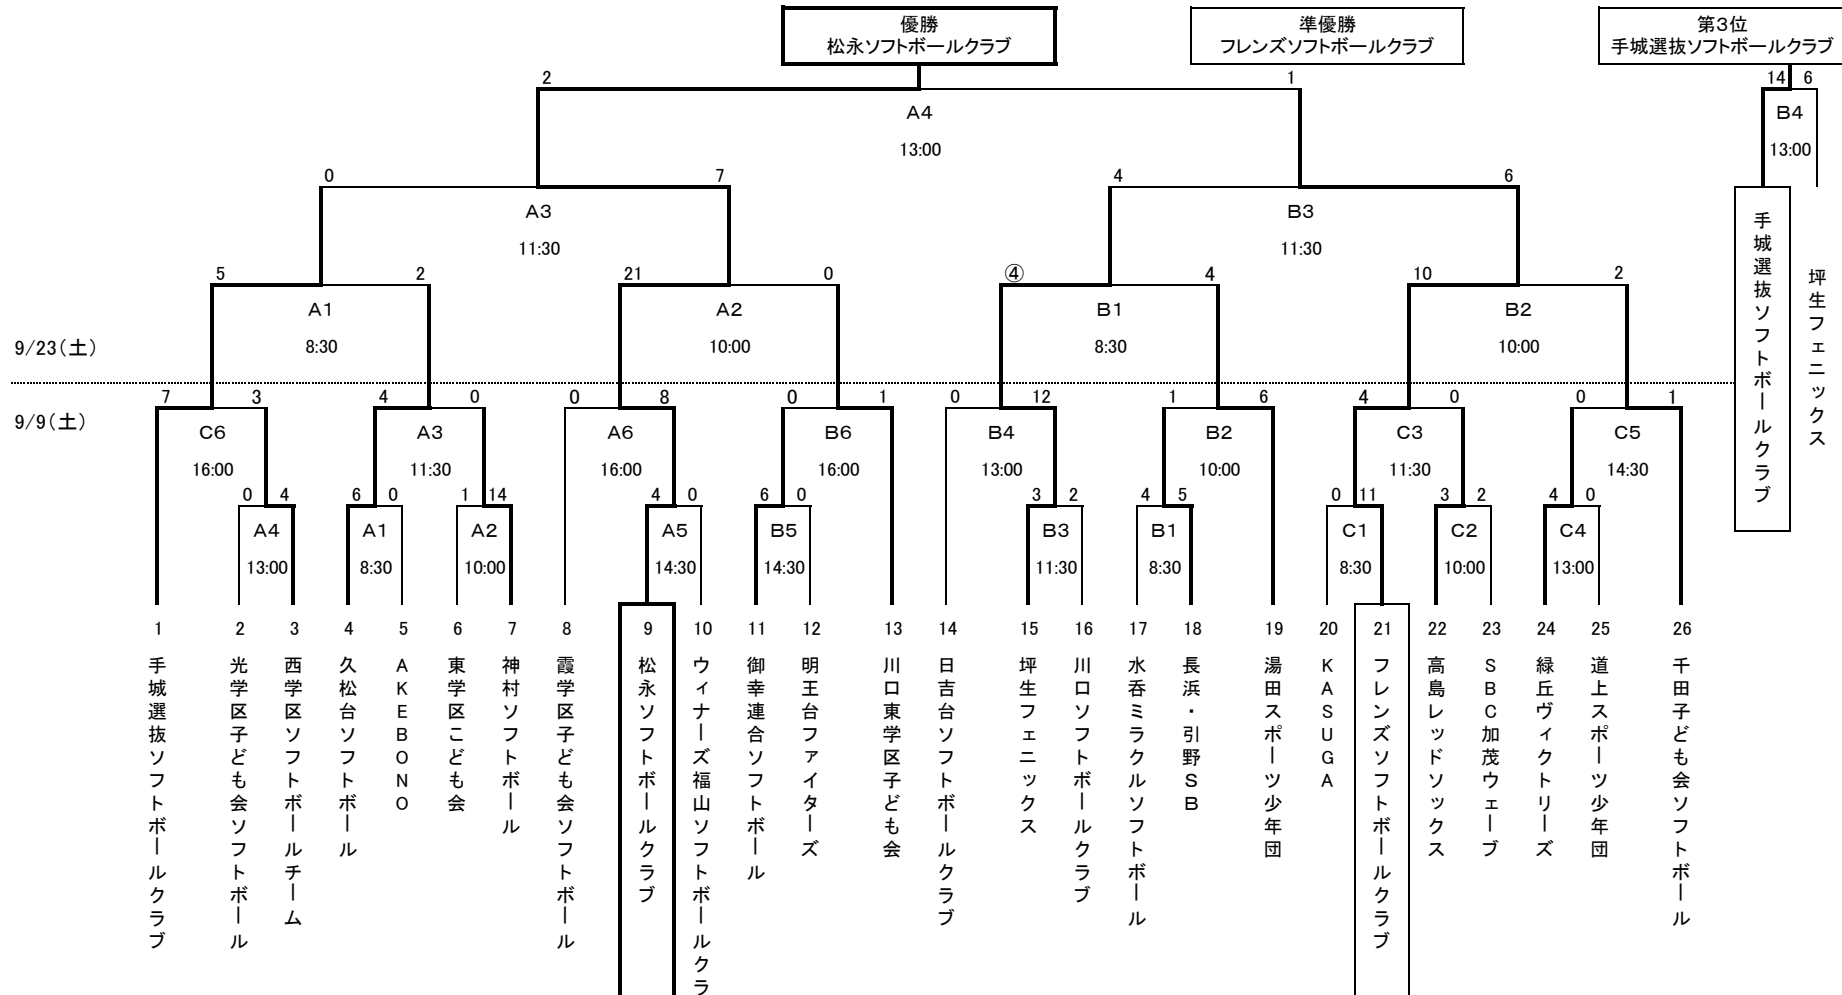 優勝
松永ソフトボールクラブ
準優勝
フレンズソフトボールクラブ
第3位
手城選抜ソフトボールクラブ
2
1
14 6
A4
13:00
B4
13:00
0
7
4
6
A3
11:30
B3
11:30
手城選抜ソフトボールクラブ
坪生フェニックス
5
2
21
0
④
4
10
2
A1
8:30
A2
10:00
B1
8:30
B2
10:00
9/23(土)
9/9(土)
7
3
4
0
0
8
0
1
0
12
1
6
4
0
0
1
C6
16:00
A3
11:30
A6
16:00
B6
16:00
B4
13:00
B2
10:00
C3
11:30
C5
14:30
0 4
6 0
1 14
4 0
6 0
3 2
4 5
0 11
3 2
4 0
A4
13:00
A1
8:30
A2
10:00
A5
14:30
B5
14:30
B3
11:30
B1
8:30
C1
8:30
C2
10:00
C4
13:00
1
手城選抜ソフトボールクラブ
2
光学区子ども会ソフトボール
3
西学区ソフトボールチーム
4
久松台ソフトボール
5
AKEBONO
6
東学区こども会
7
神村ソフトボール
8
霞学区子ども会ソフトボール
9
松永ソフトボールクラブ
10
ウィナーズ福山ソフトボールクラ
11
御幸連合ソフトボール
12
明王台ファイターズ
13
川口東学区子ども会
14
日吉台ソフトボールクラブ
15
坪生フェニックス
16
川口ソフトボールクラブ
17
水呑ミラクルソフトボール
18
長浜・引野SB
19
湯田スポーツ少年団
20
KASUGA
21
フレンズソフトボールクラブ
22
高島レッドソックス
23
SBC加茂ウェーブ
24
緑丘ヴィクトリーズ
25
道上スポーツ少年団
26
千田子ども会ソフトボール